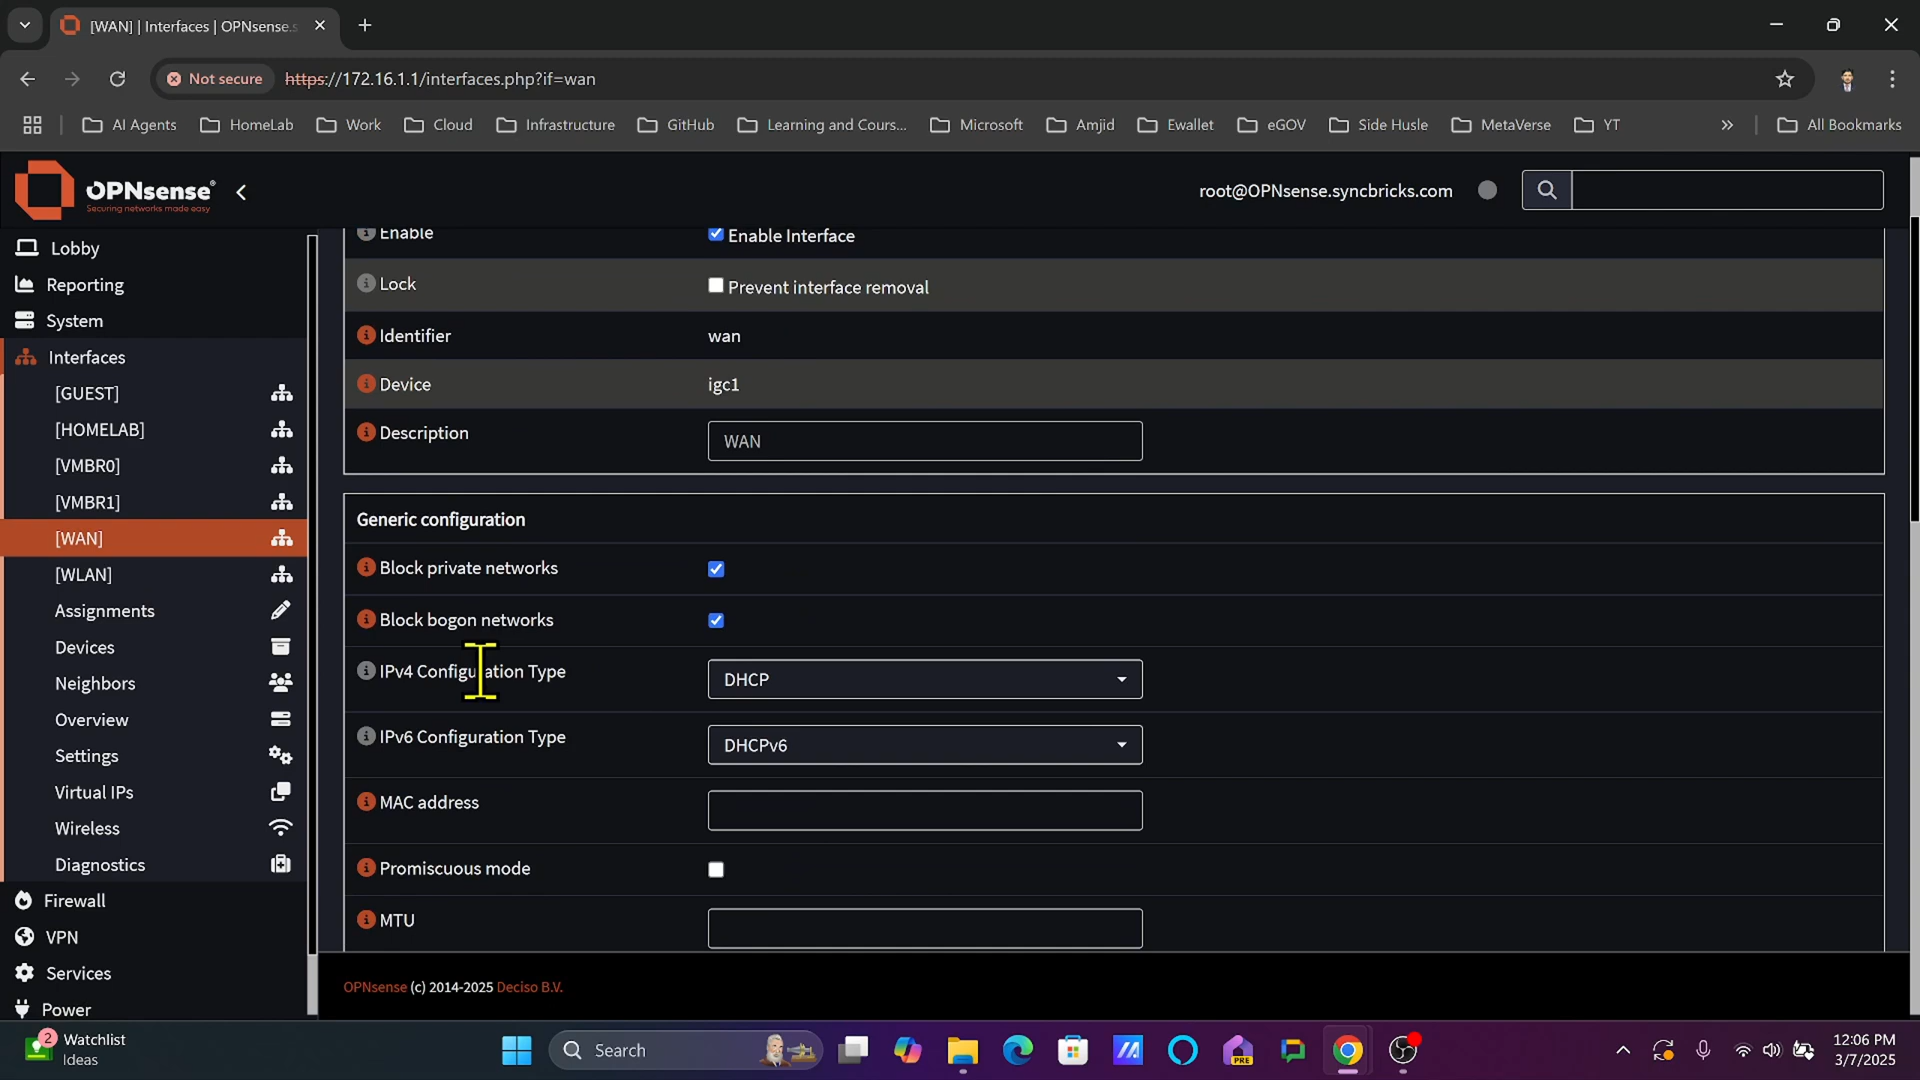 [WAN] | Interfaces | OPNsense.s
Not secure
https://172.16.1.1/interfaces.php?if=wan
AI Agents
HomeLab
Work
Cloud
Infrastructure
GitHub
Learning and Cours...
Microsoft
Amjid
Ewallet
eGOV
Side Husle
MetaVerse
YT
All Bookmarks
OPNsense®
Securing networks made easy
root@OPNsense.syncbricks.com
Lobby
Reporting
System
Interfaces
[GUEST]
[HOMELAB]
[VMBR0]
[VMBR1]
[WAN]
[WLAN]
Assignments
Devices
Neighbors
Overview
Settings
Virtual IPs
Wireless
Diagnostics
Firewall
VPN
Services
Power
Enable
Enable Interface
Lock
Prevent interface removal
Identifier
wan
Device
igc1
Description
WAN
Generic configuration
Block private networks
Block bogon networks
IPv4 Configuration Type
DHCP
IPv6 Configuration Type
DHCPv6
MAC address
Promiscuous mode
MTU
OPNsense (c) 2014-2025 Deciso B.V.
2
Watchlist
Ideas
Search
PRE
12:06 PM
3/7/2025